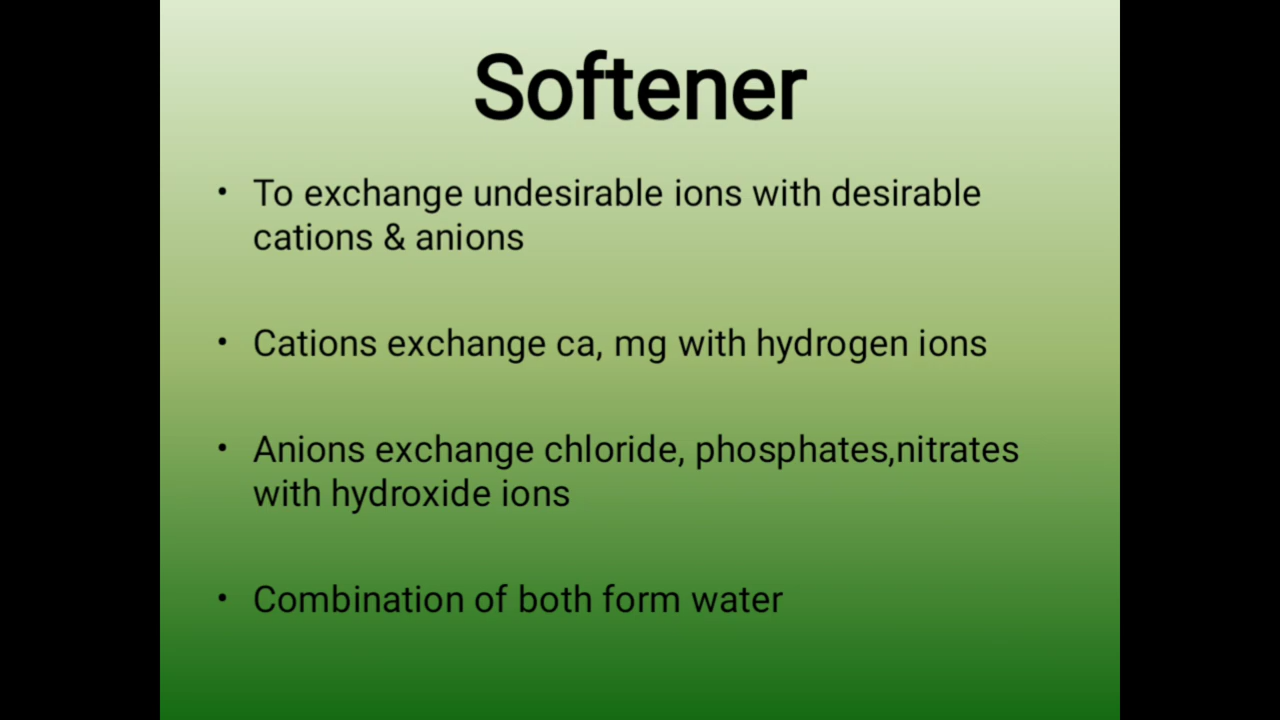 Softener
• To exchange undesirable ions with desirable
cations & anions
• Cations exchange ca, mg with hydrogen ions
• Anions exchange chloride, phosphates,nitrates
with hydroxide ions
• Combination of both form water